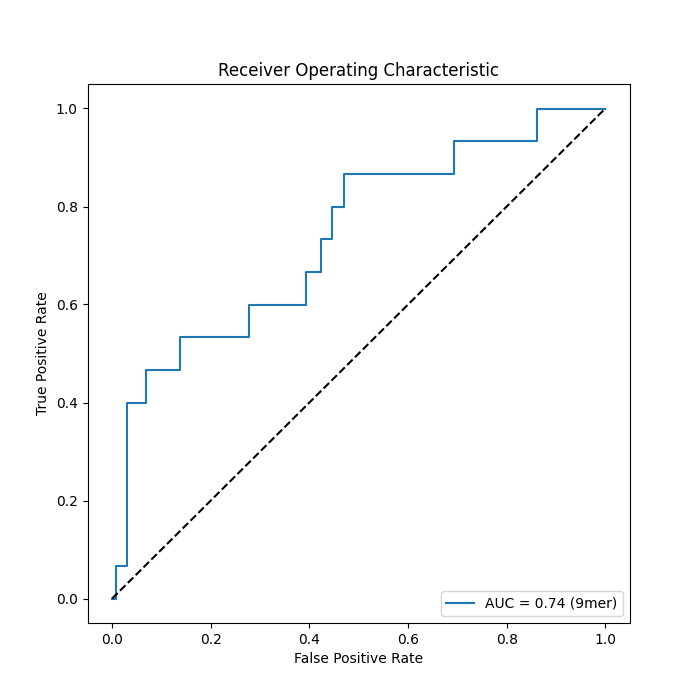 Receiver Operating Characteristic
True Positive Rate
1.0
0.8
0.6
0.4
0.2
0.0
AUC = 0.74 (9mer)
0.0 0.2 0.4 0.6 0.8 1.0
False Positive Rate